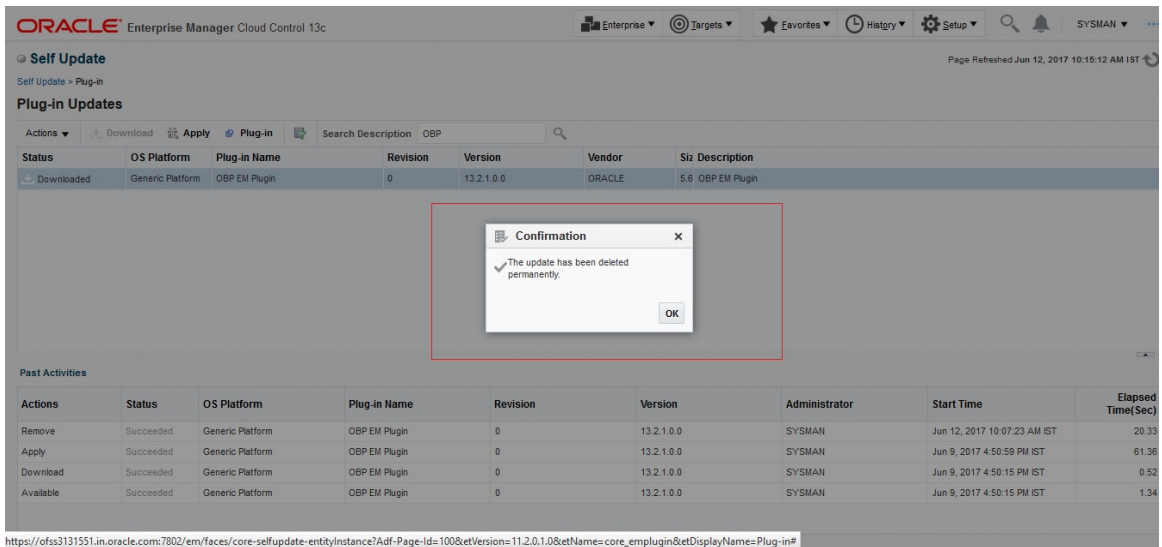 ORACLE Enterprise Manager Cloud Control 13c
Enterprise Targets Favorites History Setup SYSMAN
Self Update
Page Refreshed Jun 12, 2017 10:15:12 AM IST
Self Update > Plug-in
Plug-in Updates
Actions Download Apply Plug-in Search Description OBP
Status OS Platform Plug-in Name Revision Version Vendor Siz Description
Downloaded Generic Platform OBP EM Plugin 0 13.2.1.0.0 ORACLE 5.6 OBP EM Plugin
Confirmation
The update has been deleted
permanently.
OK
Past Activities
Actions Status OS Platform Plug-in Name Revision Version Administrator Start Time Elapsed Time(Sec)
Remove Succeeded Generic Platform OBP EM Plugin 0 13.2.1.0.0 SYSMAN Jun 12, 2017 10:07:23 AM IST 20.33
Apply Succeeded Generic Platform OBP EM Plugin 0 13.2.1.0.0 SYSMAN Jun 9, 2017 4:50:59 PM IST 61.36
Download Succeeded Generic Platform OBP EM Plugin 0 13.2.1.0.0 SYSMAN Jun 9, 2017 4:50:15 PM IST 0.52
Available Succeeded Generic Platform OBP EM Plugin 0 13.2.1.0.0 SYSMAN Jun 9, 2017 4:50:15 PM IST 1.34
https://ofss3131551.in.oracle.com:7802/em/faces/core-selfupdate-entityInstance?Adf-Page-Id=100&etVersion=11.2.0.1.0&etName=core_emplugin&etDisplayName=Plug-in#